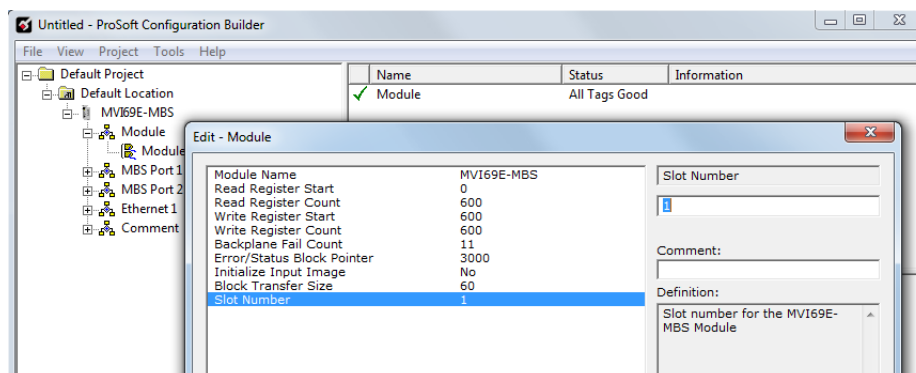 Untitled - ProSoft Configuration Builder
File View Project Tools Help
Default Project
Default Location
MVI69E-MBS
Module
Module
MBS Port 1
MBS Port 2
Ethernet 1
Comment
Name Status Information
Module All Tags Good
Edit - Module
Module Name MVI69E-MBS
Read Register Start 0
Read Register Count 600
Write Register Start 600
Write Register Count 600
Backplane Fail Count 11
Error/Status Block Pointer 3000
Initialize Input Image No
Block Transfer Size 60
Slot Number 1
Slot Number
1
Comment:
Definition:
Slot number for the MVI69E-
MBS Module